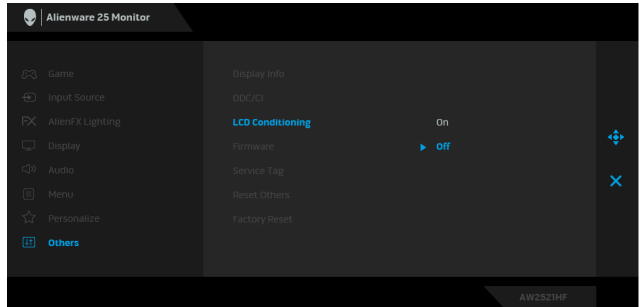 Alienware 25 Monitor
Game
Display Info
Input Source
DDC/CI
FX AlienFX Lighting
LCD Conditioning
On
Display
Firmware
Off
Audio
Service Tag
Menu
Reset Others
Personalize
Factory Reset
Others
AW2521HF